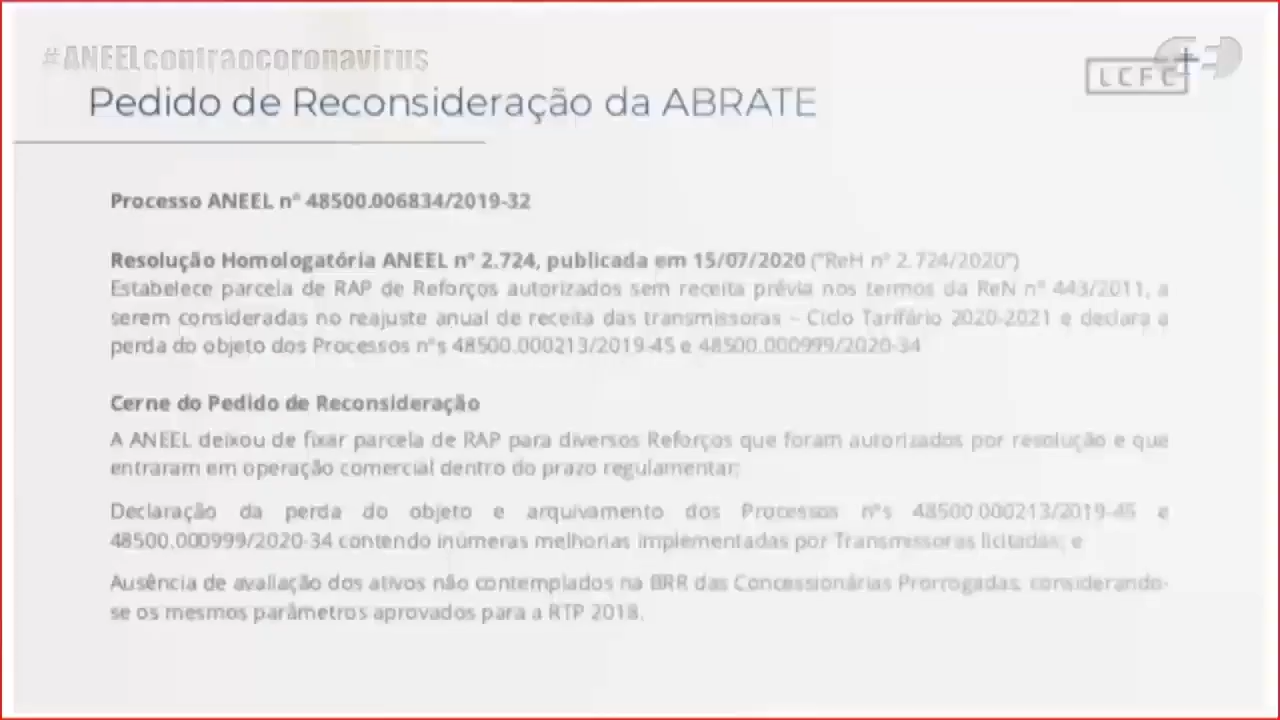 #ANEELcontraocoronavirus
LCFC
Pedido de Reconsideração da ABRATE
Processo ANEEL nº 48500.006834/2019-32
Resolução Homologatória ANEEL nº 2.724, publicada em 15/07/2020 ("ReH nº 2.724/2020")
Estabelece parcela de RAP de Reforços autorizados sem receita prévia nos termos da ReN nº 443/2011, a
serem consideradas no reajuste anual de receita das transmissoras – Ciclo Tarifário 2020-2021 e declara a
perda do objeto dos Processos nºs 48500.000213/2019-45 e 48500.000999/2020-34
Cerne do Pedido de Reconsideração
A ANEEL deixou de fixar parcela de RAP para diversos Reforços que foram autorizados por resolução e que
entraram em operação comercial dentro do prazo regulamentar;
Declaração da perda do objeto e arquivamento dos Processos nºs 48500.000213/2019-45 e
48500.000999/2020-34 contendo inúmeras melhorias implementadas por Transmissoras licitadas; e
Ausência de avaliação dos ativos não contemplados na BRR das Concessionárias Prorrogadas, considerando-
se os mesmos parâmetros aprovados para a RTP 2018.